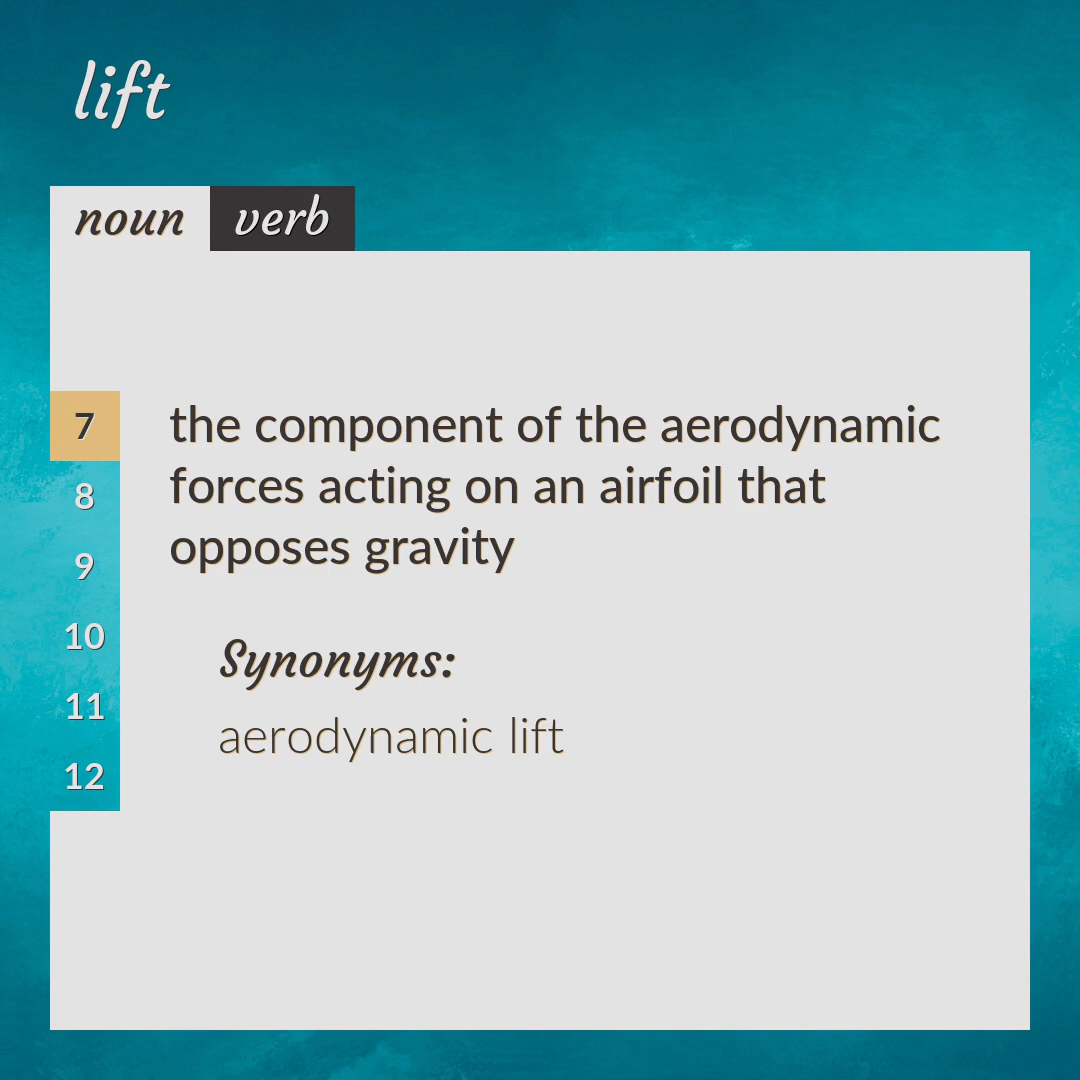 lift
noun verb
7
8
9
10
11
12
the component of the aerodynamic
forces acting on an airfoil that
opposes gravity
Synonyms:
aerodynamic lift